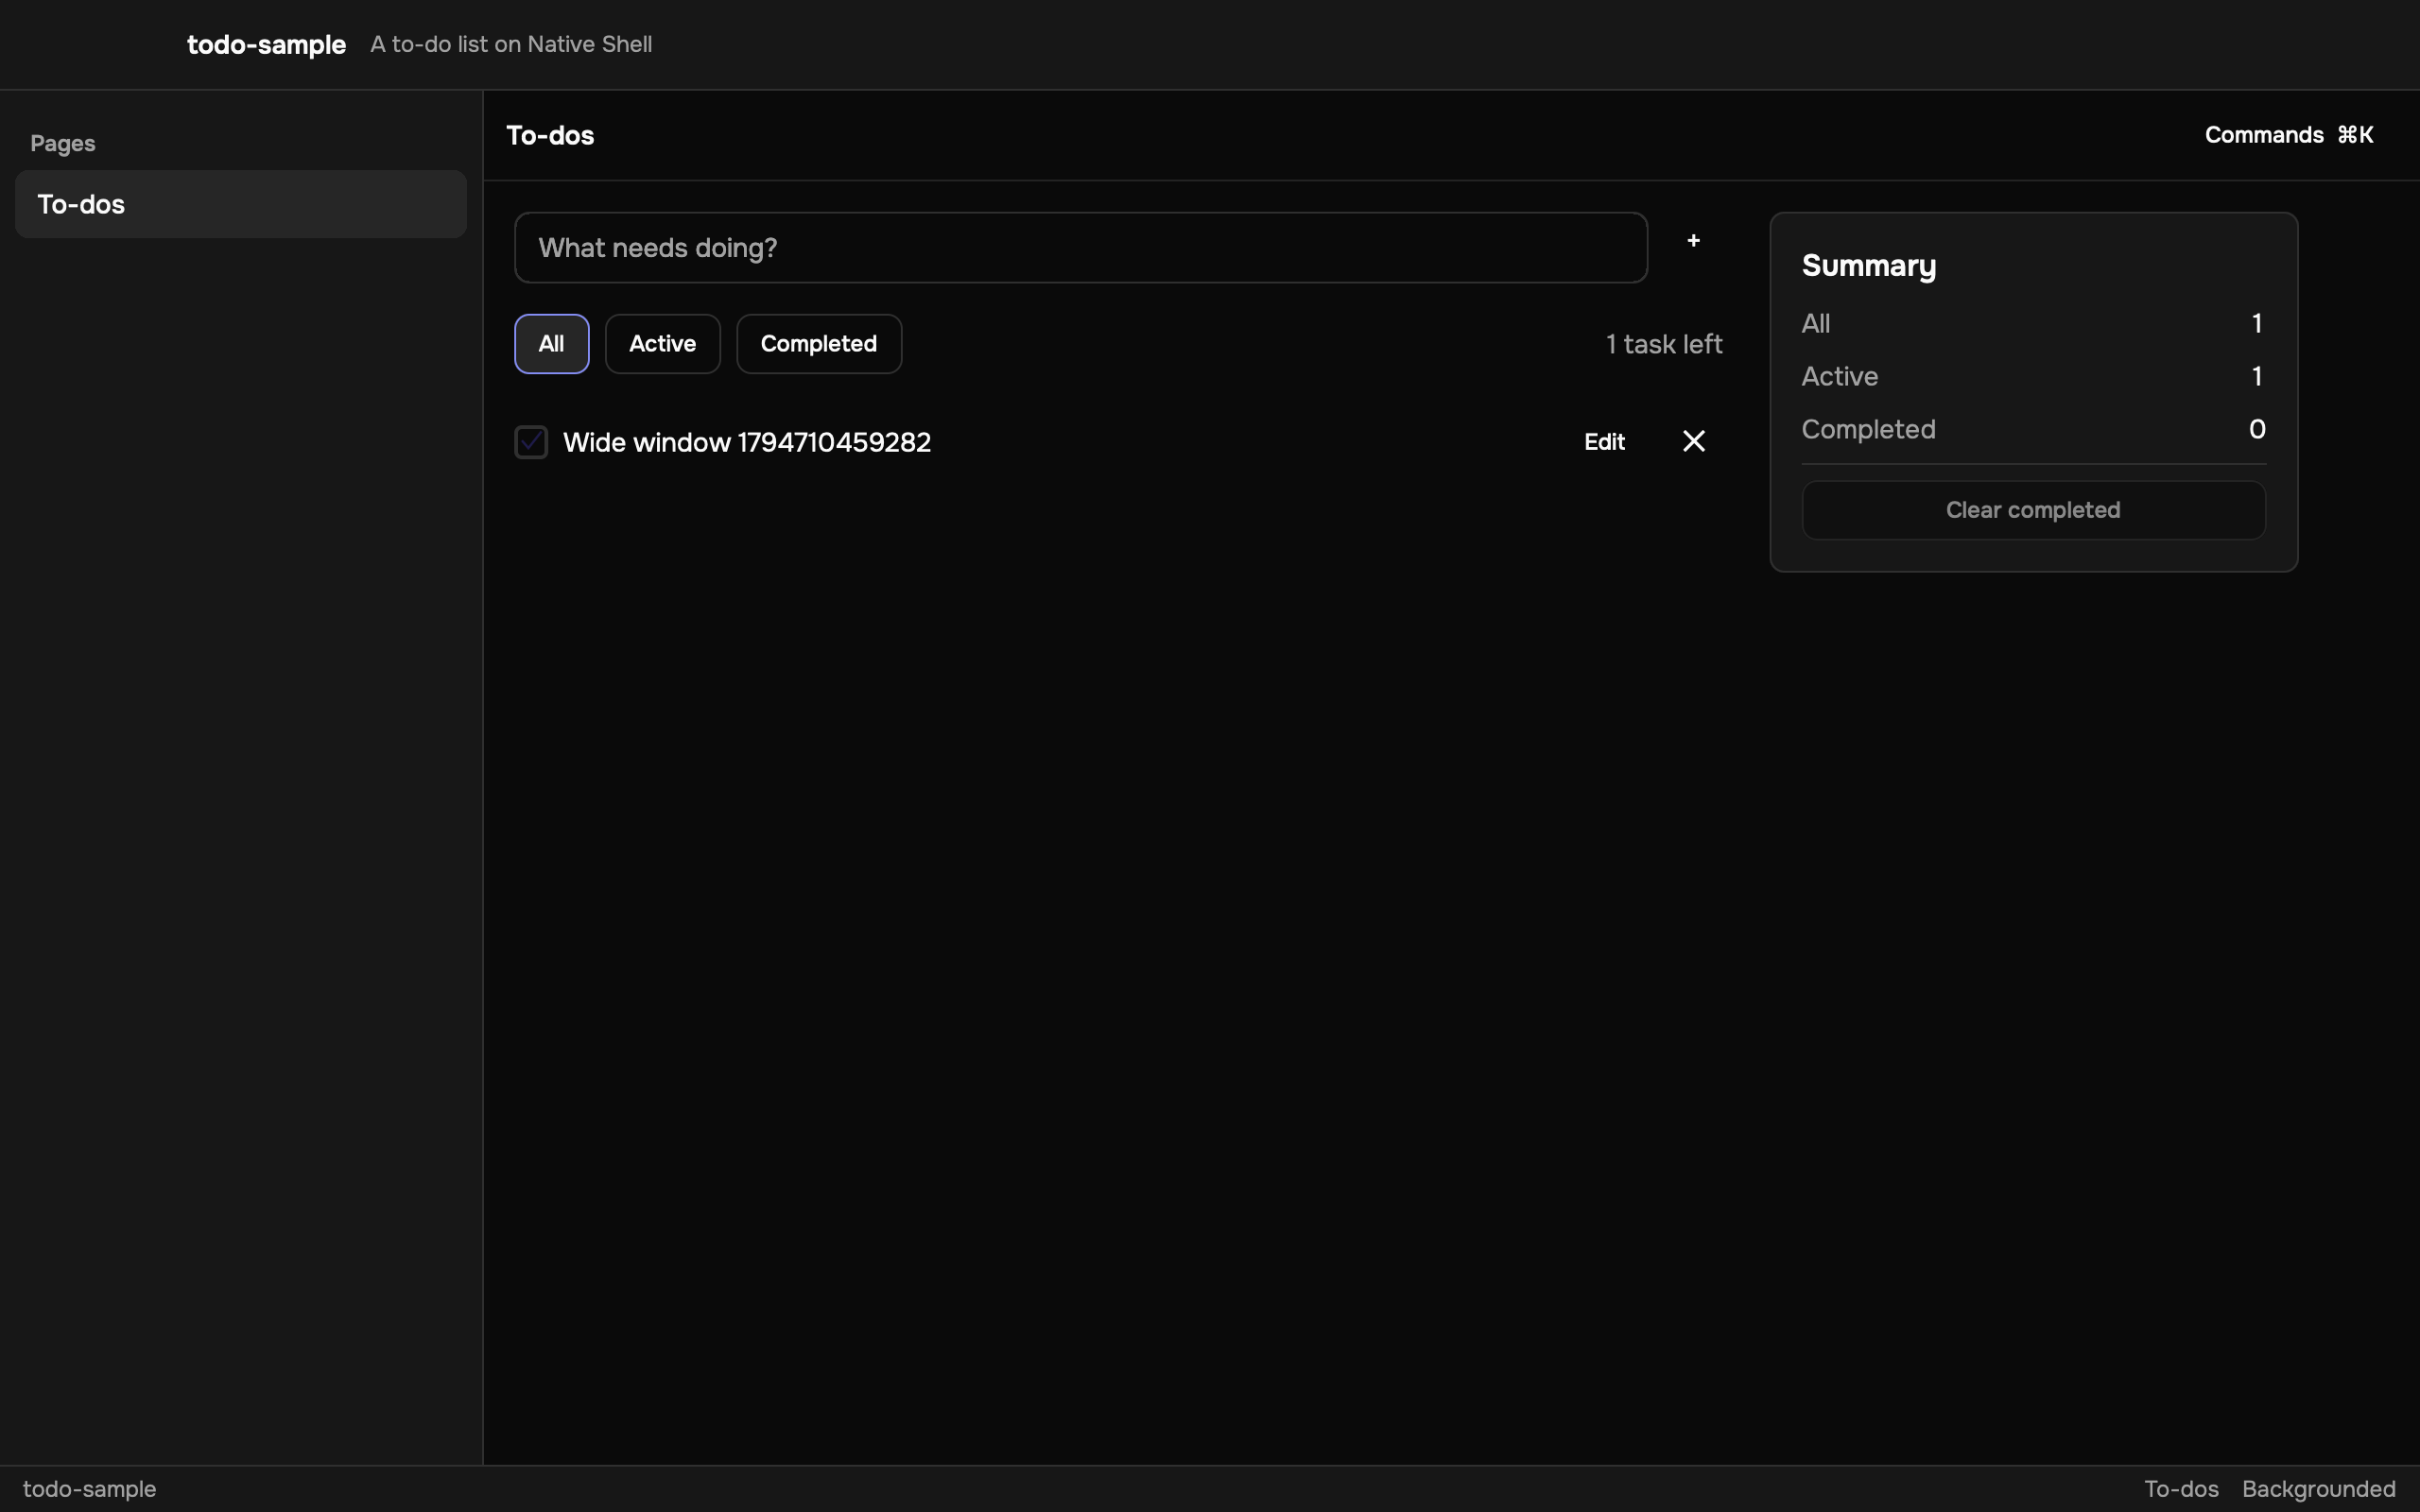 todo-sample A to-do list on Native Shell
Pages
To-dos
To-dos
Commands ⌘K
What needs doing?
+
All Active Completed
1 task left
Wide window 1794710459282
Edit
Summary
All 1
Active 1
Completed 0
Clear completed
todo-sample
To-dos Backgrounded